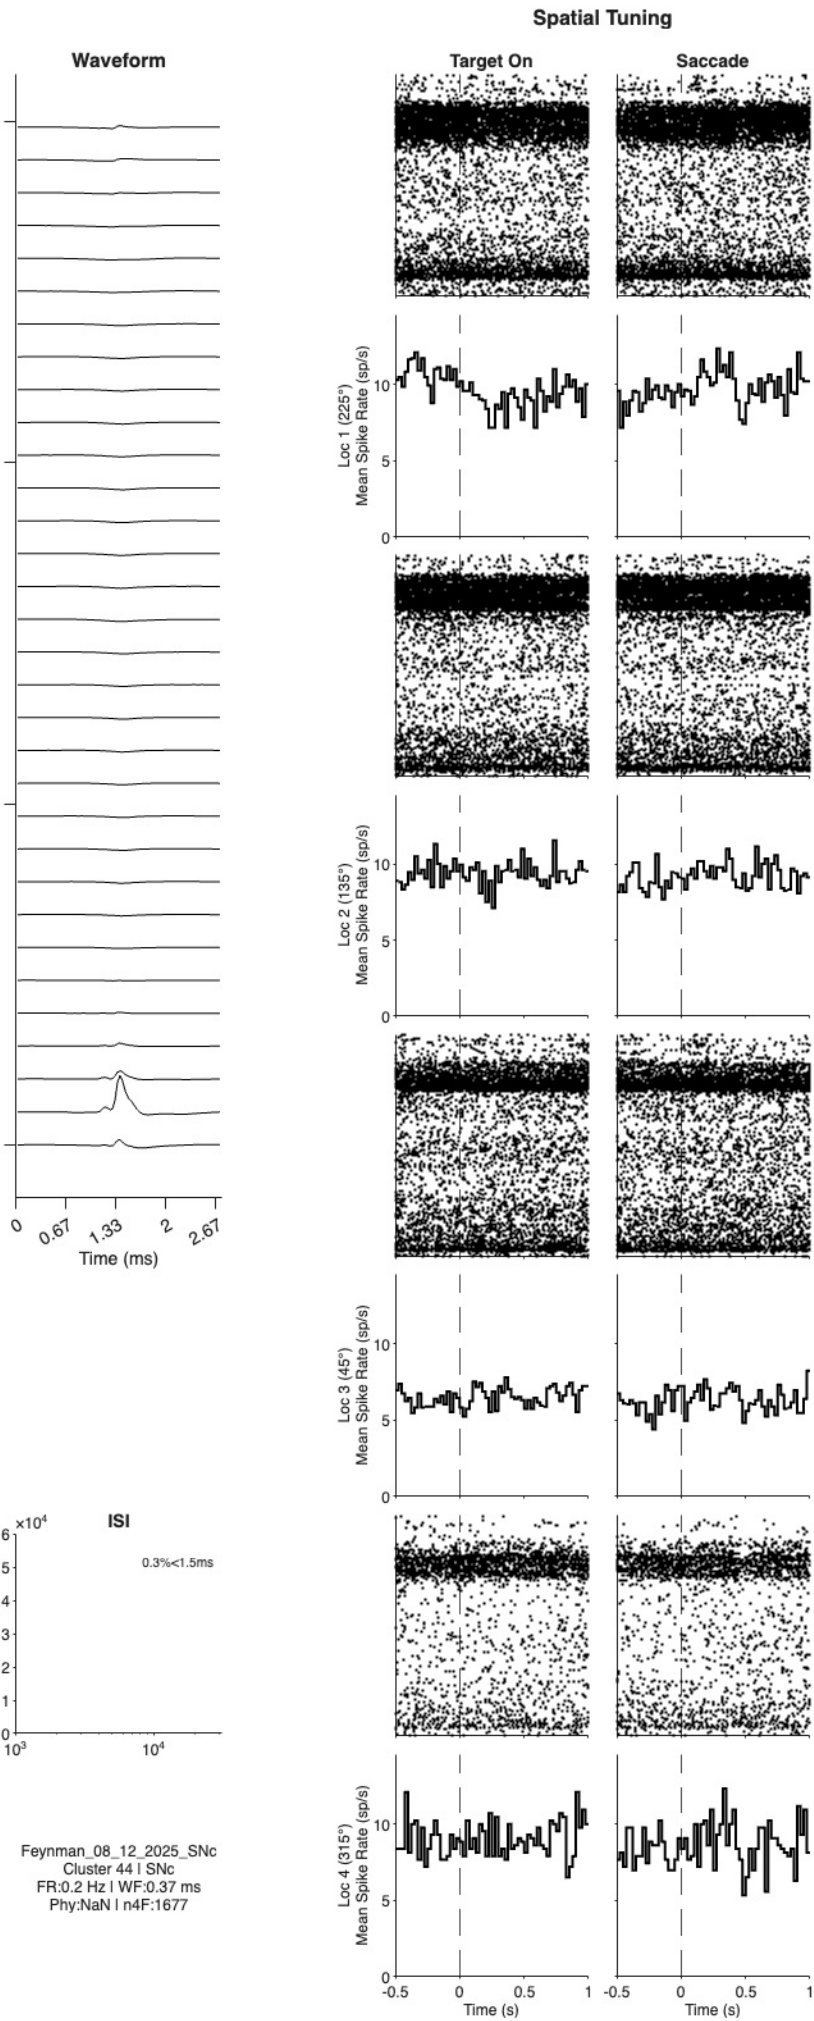 Spatial Tuning
Waveform
Target On
Saccade
Loc 1 (225°)
Mean Spike Rate (sp/s)
10
5
0
Loc 2 (135°)
Mean Spike Rate (sp/s)
10
5
0
0 0.67 1.33 2 2.67
Time (ms)
Loc 3 (45°)
Mean Spike Rate (sp/s)
10
5
0
×10⁴
ISI
0.3%<1.5ms
6
5
4
3
2
1
0
10³ 10⁴
Feynman_08_12_2025_SNc
Cluster 44 | SNc
FR:0.2 Hz | WF:0.37 ms
Phy:NaN | n4F:1677
Loc 4 (315°)
Mean Spike Rate (sp/s)
10
5
0
-0.5 0 0.5 1
Time (s)
-0.5 0 0.5 1
Time (s)